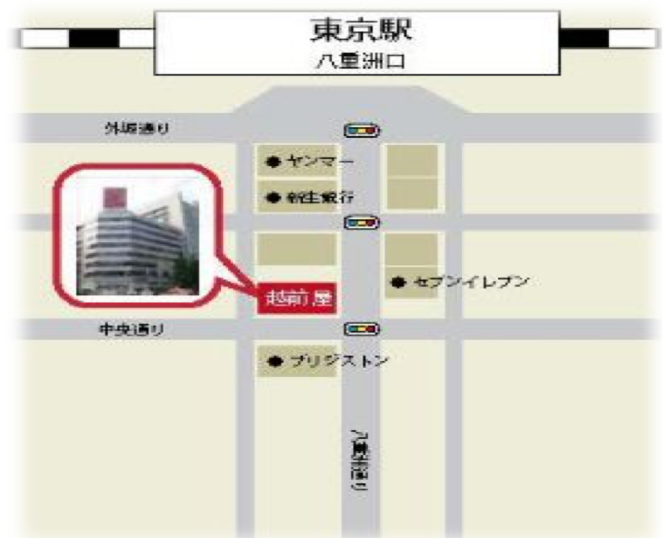 東京駅
八重洲口
外堀通り
ヤンマー
新生銀行
セブンイレブン
越前屋
中央通り
ブリジストン
八重洲通り